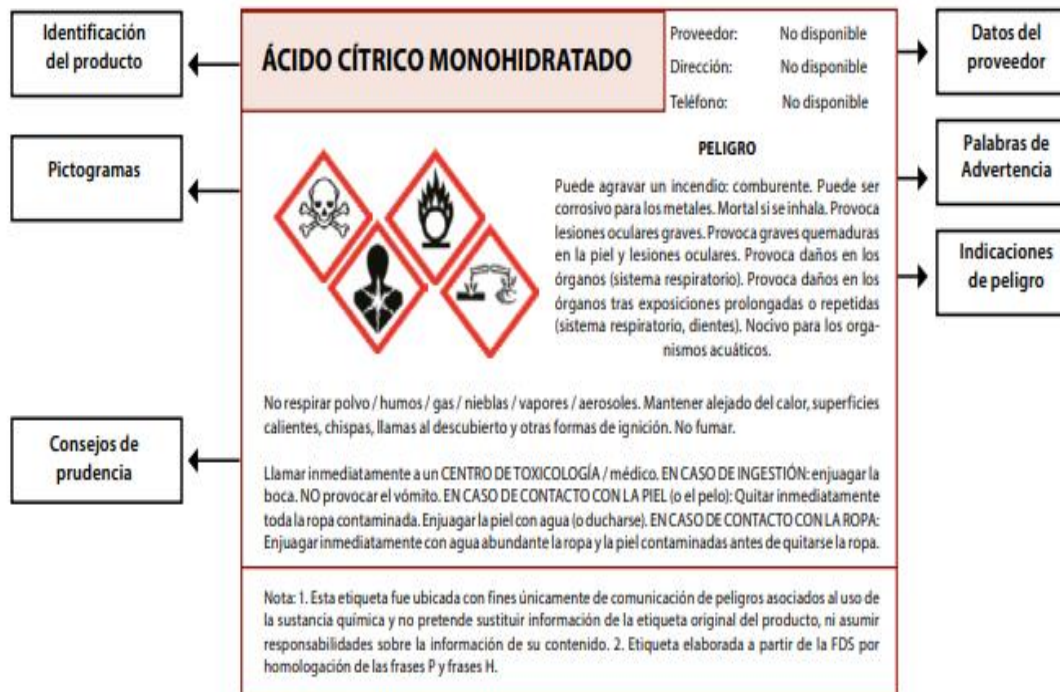 Identificación
del producto
ÁCIDO CÍTRICO MONOHIDRATADO
Proveedor: No disponible
Dirección: No disponible
Teléfono: No disponible
Datos del
proveedor
Pictogramas
PELIGRO
Palabras de
Advertencia
Puede agravar un incendio: comburente. Puede ser
corrosivo para los metales. Mortal si se inhala. Provoca
lesiones oculares graves. Provoca graves quemaduras
en la piel y lesiones oculares. Provoca daños en los
órganos (sistema respiratorio). Provoca daños en los
órganos tras exposiciones prolongadas o repetidas
(sistema respiratorio, dientes). Nocivo para los orga-
nismos acuáticos.
Indicaciones
de peligro
Consejos de
prudencia
No respirar polvo / humos / gas / nieblas / vapores / aerosoles. Mantener alejado del calor, superficies
calientes, chispas, llamas al descubierto y otras formas de ignición. No fumar.
Llamar inmediatamente a un CENTRO DE TOXICOLOGÍA / médico. EN CASO DE INGESTIÓN: enjuagar la
boca. NO provocar el vómito. EN CASO DE CONTACTO CON LA PIEL (o el pelo): Quitar inmediatamente
toda la ropa contaminada. Enjuagar la piel con agua (o ducharse). EN CASO DE CONTACTO CON LA ROPA:
Enjuagar inmediatamente con agua abundante la ropa y la piel contaminadas antes de quitarse la ropa.
Nota: 1. Esta etiqueta fue ubicada con fines únicamente de comunicación de peligros asociados al uso de
la sustancia química y no pretende sustituir información de la etiqueta original del producto, ni asumir
responsabilidades sobre la información de su contenido. 2. Etiqueta elaborada a partir de la FDS por
homologación de las frases P y frases H.